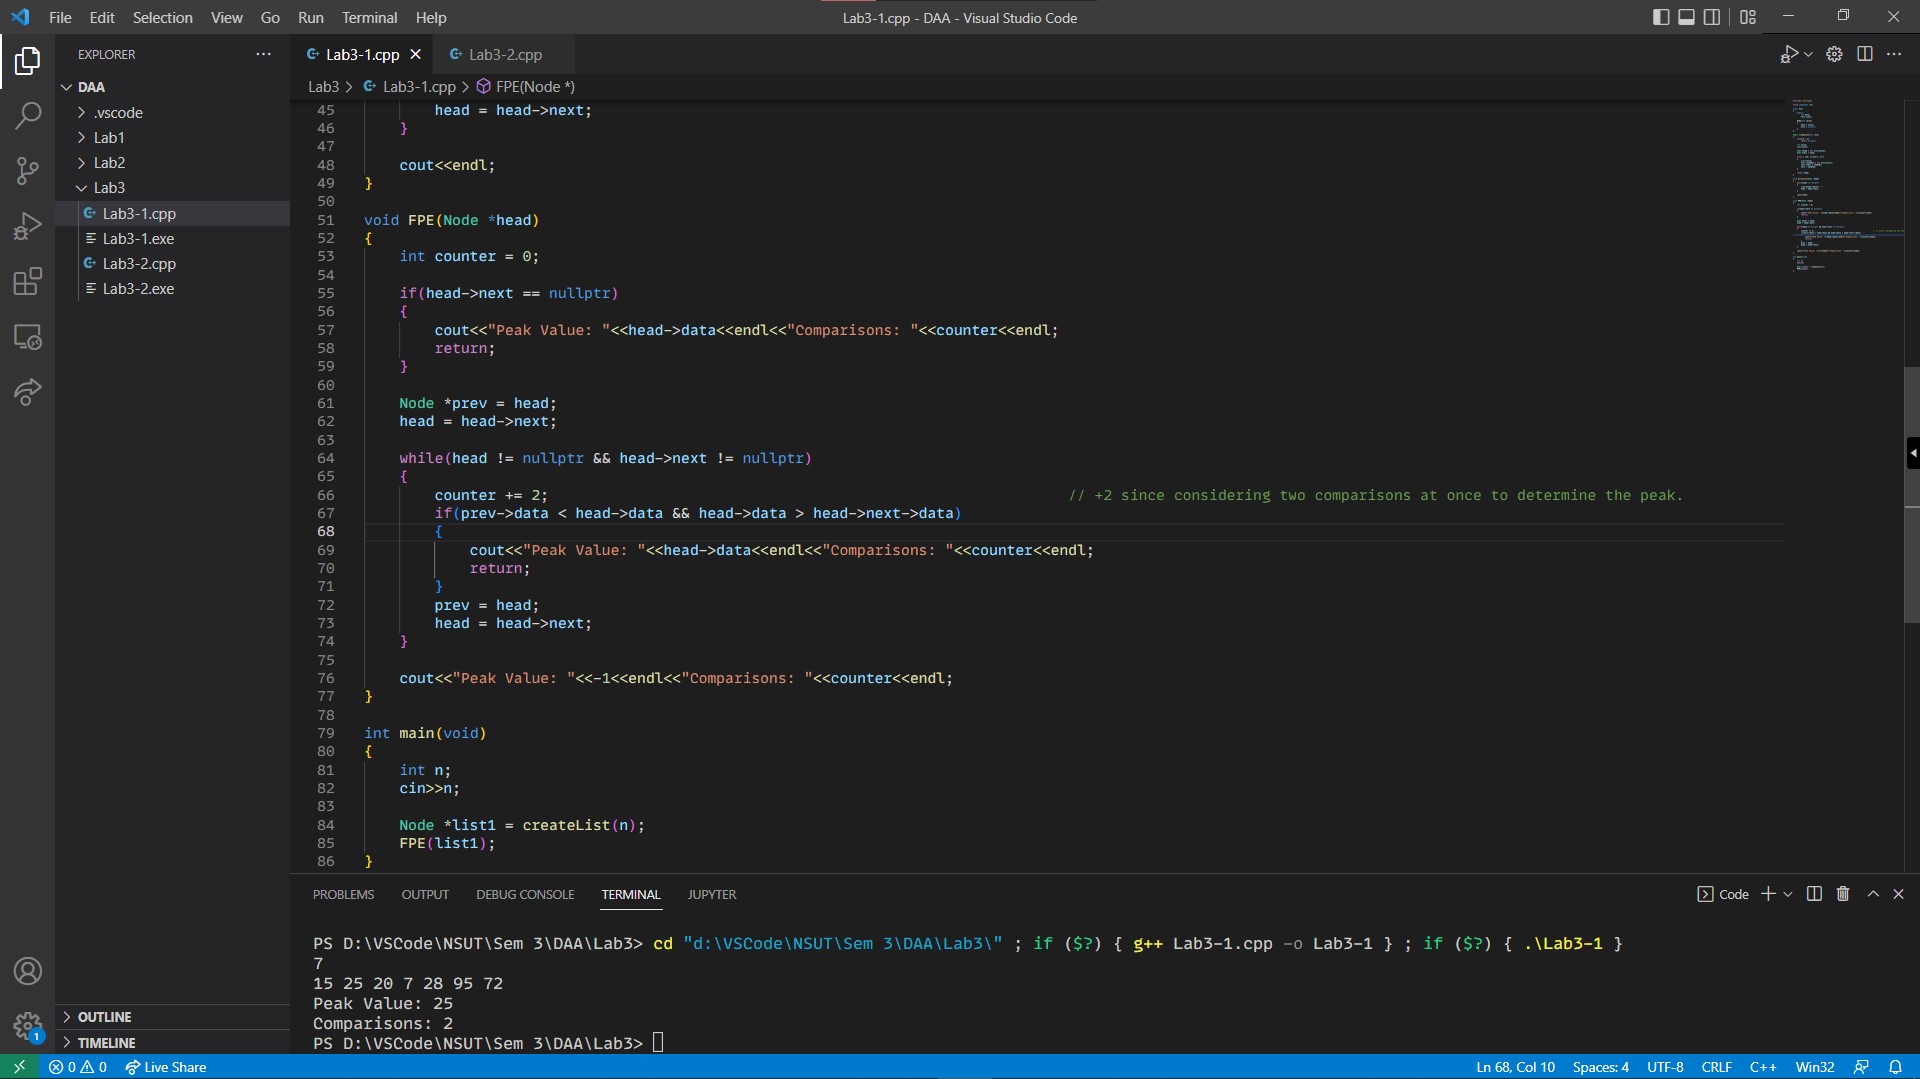 File Edit Selection View Go Run Terminal Help
Lab3-1.cpp - DAA - Visual Studio Code
EXPLORER
DAA
.vscode
Lab1
Lab2
Lab3
Lab3-1.cpp
Lab3-1.exe
Lab3-2.cpp
Lab3-2.exe
OUTLINE
TIMELINE
Lab3-1.cpp Lab3-2.cpp
Lab3 > Lab3-1.cpp > FPE(Node *)
45 head = head->next;
46 }
47
48 cout<<endl;
49 }
50
51 void FPE(Node *head)
52 {
53 int counter = 0;
54
55 if(head->next == nullptr)
56 {
57 cout<<"Peak Value: "<<head->data<<endl<<"Comparisons: "<<counter<<endl;
58 return;
59 }
60
61 Node *prev = head;
62 head = head->next;
63
64 while(head != nullptr && head->next != nullptr)
65 {
66 counter += 2; // +2 since considering two comparisons at once to determine the peak.
67 if(prev->data < head->data && head->data > head->next->data)
68 {
69 cout<<"Peak Value: "<<head->data<<endl<<"Comparisons: "<<counter<<endl;
70 return;
71 }
72 prev = head;
73 head = head->next;
74 }
75
76 cout<<"Peak Value: "<<-1<<endl<<"Comparisons: "<<counter<<endl;
77 }
78
79 int main(void)
80 {
81 int n;
82 cin>>n;
83
84 Node *list1 = createList(n);
85 FPE(list1);
86 }
PROBLEMS OUTPUT DEBUG CONSOLE TERMINAL JUPYTER
Code
PS D:\VSCode\NSUT\Sem 3\DAA\Lab3> cd "d:\VSCode\NSUT\Sem 3\DAA\Lab3\" ; if ($?) { g++ Lab3-1.cpp -o Lab3-1 } ; if ($?) { .\Lab3-1 }
7
15 25 20 7 28 95 72
Peak Value: 25
Comparisons: 2
PS D:\VSCode\NSUT\Sem 3\DAA\Lab3>
1
0 0 Live Share
Ln 68, Col 10 Spaces: 4 UTF-8 CRLF C++ Win32